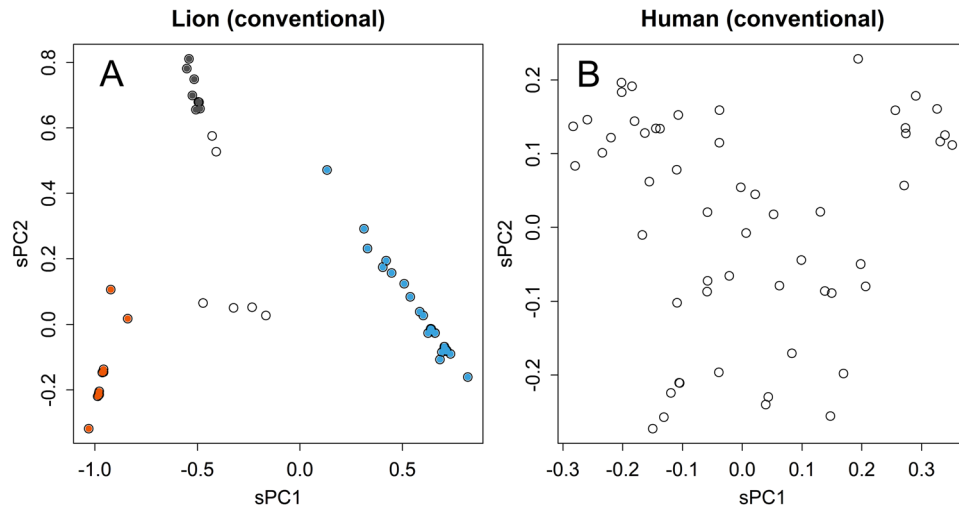 Lion (conventional)
A
0.8
0.6
0.4
0.2
0.0
-0.2
sPC2
-1.0 -0.5 0.0 0.5
sPC1
Human (conventional)
B
0.2
0.1
0.0
-0.1
-0.2
sPC2
-0.3 -0.2 -0.1 0.0 0.1 0.2 0.3
sPC1